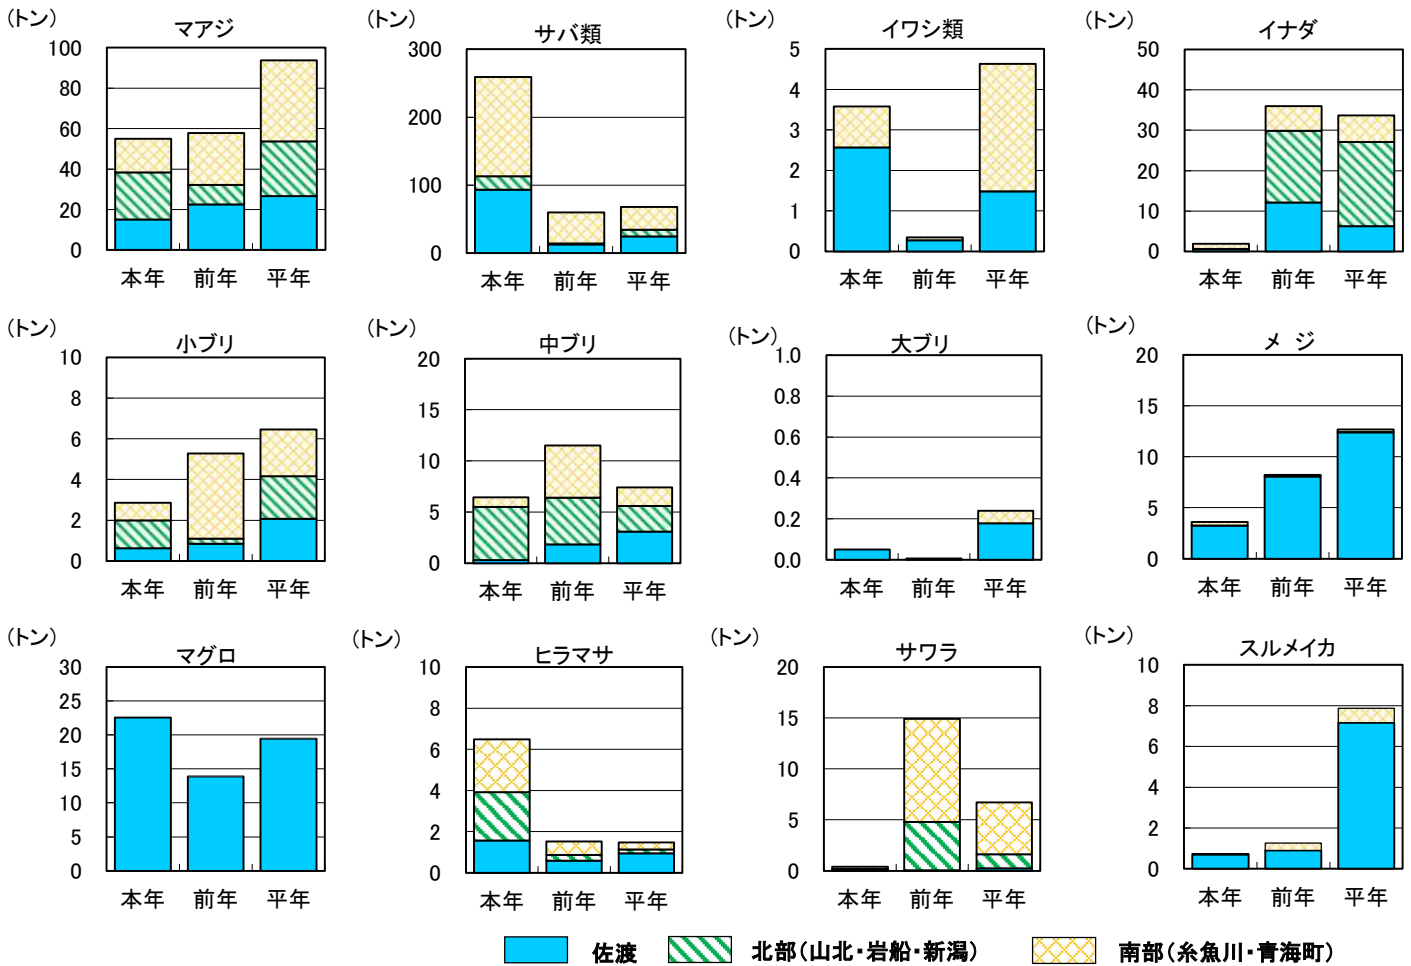 (トン)
マアジ
100
80
60
40
20
0
本年 前年 平年
(トン)
サバ類
300
200
100
0
本年 前年 平年
(トン)
イワシ類
5
4
3
2
1
0
本年 前年 平年
(トン)
イナダ
50
40
30
20
10
0
本年 前年 平年
(トン)
小ブリ
10
8
6
4
2
0
本年 前年 平年
(トン)
中ブリ
20
15
10
5
0
本年 前年 平年
(トン)
大ブリ
1.0
0.8
0.6
0.4
0.2
0.0
本年 前年 平年
(トン)
メ ジ
20
15
10
5
0
本年 前年 平年
(トン)
マグロ
30
25
20
15
10
5
0
本年 前年 平年
(トン)
ヒラマサ
10
8
6
4
2
0
本年 前年 平年
(トン)
サワラ
20
15
10
5
0
本年 前年 平年
(トン)
スルメイカ
10
8
6
4
2
0
本年 前年 平年
佐渡 北部(山北・岩船・新潟) 南部(糸魚川・青海町)